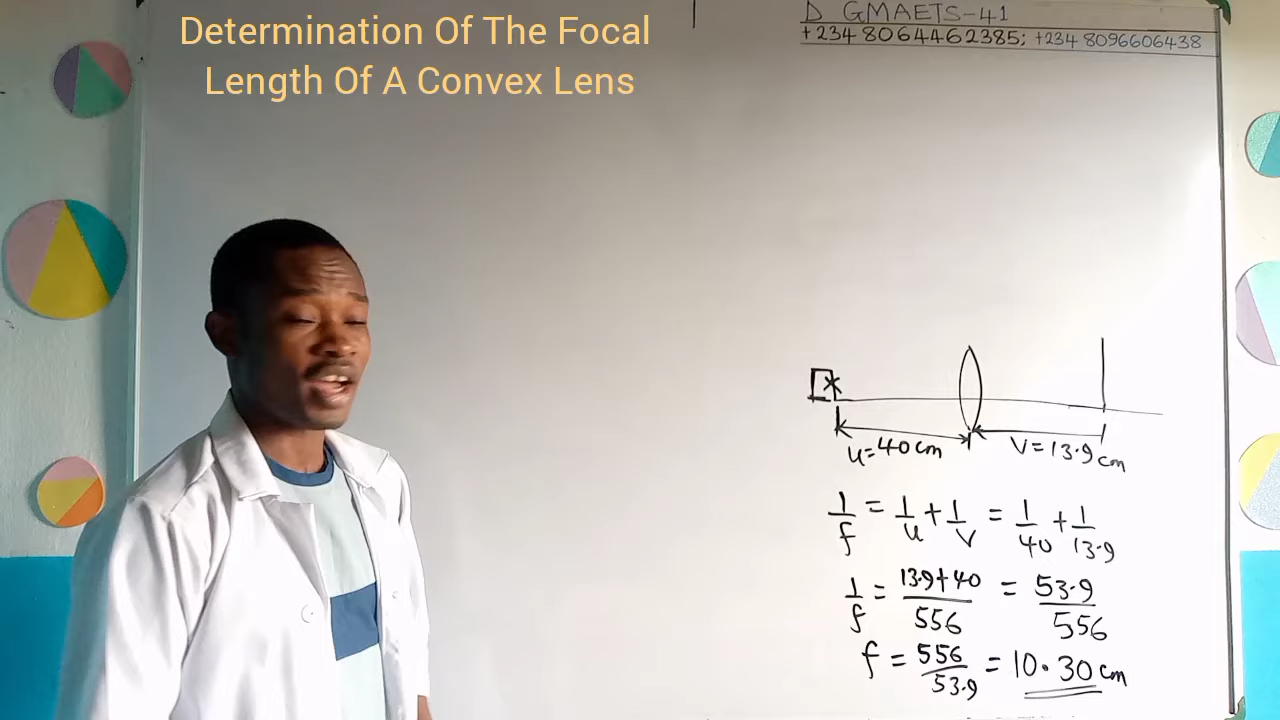 Determination Of The Focal
Length Of A Convex Lens
D GMAETS-41
+234 8064462385; +234 8096606438
u=40cm
v=13.9cm
1/f = 1/u + 1/v = 1/40 + 1/13.9
1/f = 13.9+40/556 = 53.9/556
f = 556/53.9 = 10.30cm